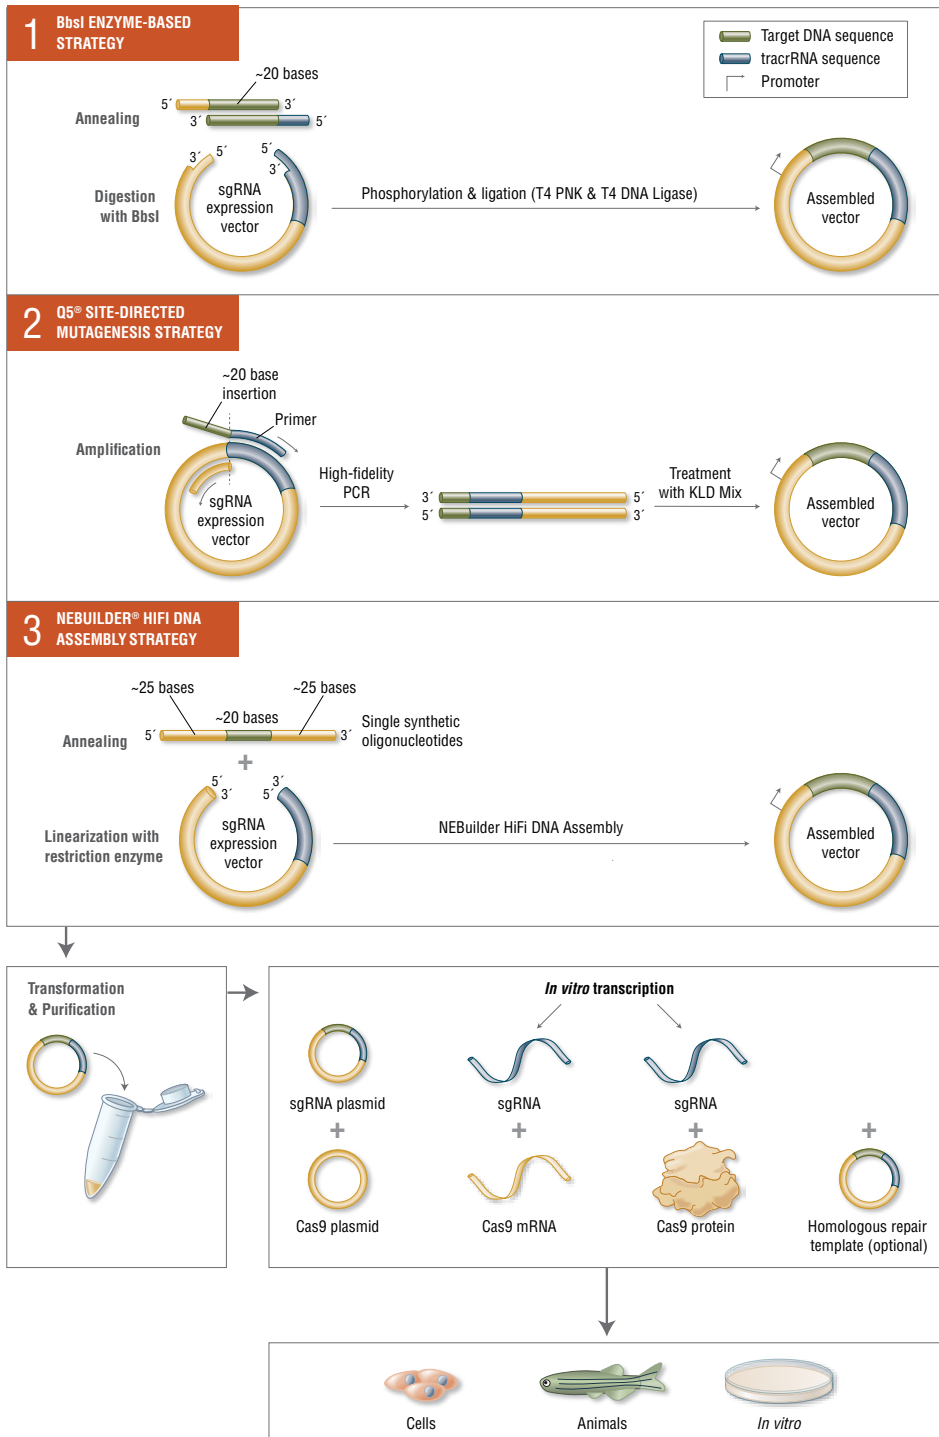 1 BbsI ENZYME-BASED
STRATEGY
Target DNA sequence
tracrRNA sequence
Promoter
~20 bases
5´ 3´
Annealing
3´ 5´
3´ 5´ 5´ 3´
Digestion
with BbsI
sgRNA
expression
vector
Phosphorylation & ligation (T4 PNK & T4 DNA Ligase)
Assembled
vector
2 Q5® SITE-DIRECTED
MUTAGENESIS STRATEGY
~20 base
insertion
Primer
Amplification
sgRNA
expression
vector
High-fidelity
PCR
3´ 5´
5´ 3´
Treatment
with KLD Mix
Assembled
vector
3 NEBUILDER® HIFI DNA
ASSEMBLY STRATEGY
~25 bases ~25 bases
~20 bases
Annealing
5´ 3´
Single synthetic
oligonucleotides
+
5´ 3´
3´ 5´
Linearization with
restriction enzyme
sgRNA
expression
vector
NEBuilder HiFi DNA Assembly
Assembled
vector
Transformation
& Purification
In vitro transcription
sgRNA plasmid sgRNA sgRNA
+ + + +
Cas9 plasmid Cas9 mRNA Cas9 protein Homologous repair
template (optional)
Cells Animals In vitro